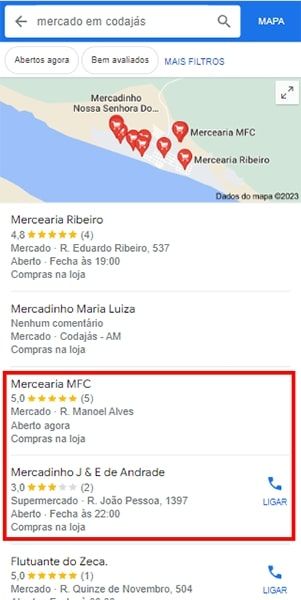 mercado em codajás
MAPA
Abertos agora
Bem avaliados
MAIS FILTROS
Mercadinho
Nossa Senhora Do...
Mercearia MFC
Mercearia Ribeiro
Dados do mapa ©2023
Mercearia Ribeiro
4,8 (4)
Mercado · R. Eduardo Ribeiro, 537
Aberto · Fecha às 19:00
Compras na loja
Mercadinho Maria Luiza
Nenhum comentário
Mercado · Codajás - AM
Compras na loja
Mercearia MFC
5,0 (5)
Mercado · R. Manoel Alves
Aberto agora
Compras na loja
Mercadinho J & E de Andrade
3,0 (2)
Supermercado · R. João Pessoa, 1397
Aberto · Fecha às 22:00
Compras na loja
LIGAR
Flutuante do Zeca.
5,0 (1)
Mercado · R. Quinze de Novembro, 504
LIGAR